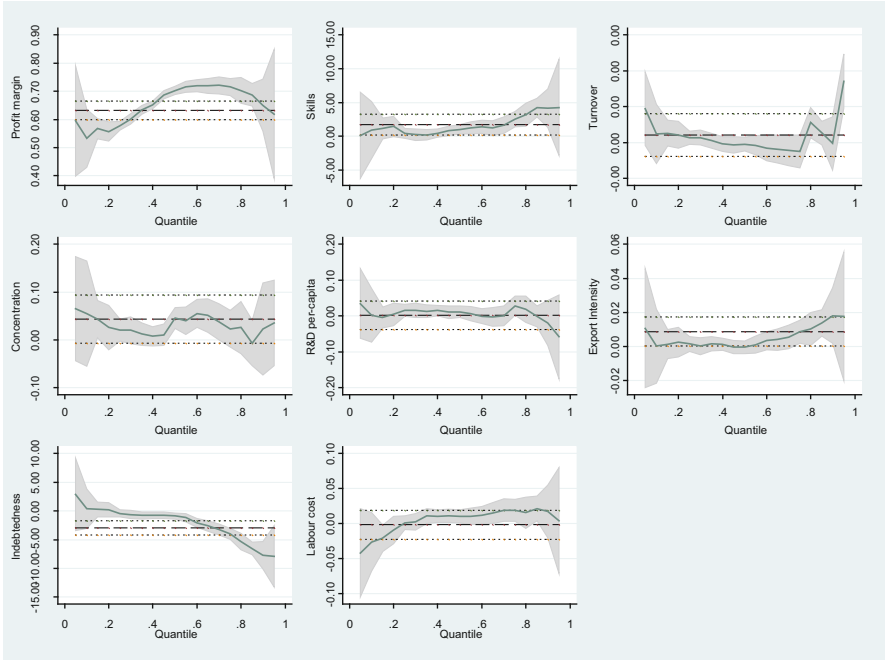 Profit margin
0.90
0.80
0.70
0.60
0.50
0.40
0 .2 .4 .6 .8 1
Quantile
Skills
15.00
10.00
5.00
0.00
-5.00
0 .2 .4 .6 .8 1
Quantile
Turnover
0.00
0.00
0.00
0.00
-0.00
0 .2 .4 .6 .8 1
Quantile
Concentration
0.20
0.10
0.00
-0.10
0 .2 .4 .6 .8 1
Quantile
R&D per-capita
0.20
0.10
0.00
-0.10
-0.20
0 .2 .4 .6 .8 1
Quantile
Export Intensity
0.06
0.04
0.02
0.00
-0.02
0 .2 .4 .6 .8 1
Quantile
Indebtedness
10.00
5.00
0.00
-5.00
-10.00
-15.00
0 .2 .4 .6 .8 1
Quantile
Labour cost
0.10
0.05
0.00
-0.05
-0.10
0 .2 .4 .6 .8 1
Quantile